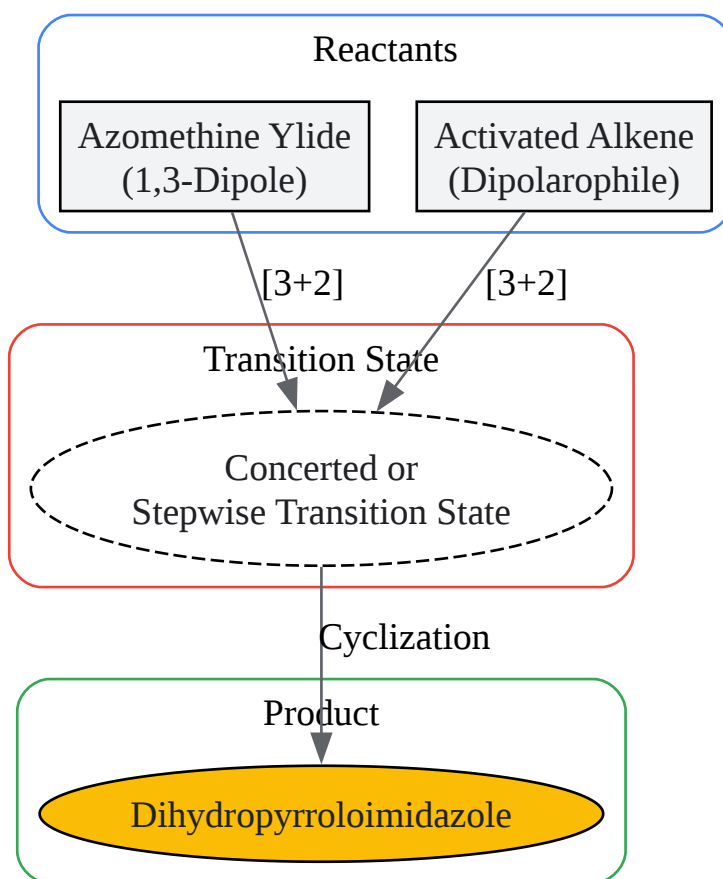 Reactants
Azomethine Ylide
(1,3-Dipole)
Activated Alkene
(Dipolarophile)
[3+2]
[3+2]
Transition State
Concerted or
Stepwise Transition State
Cyclization
Product
Dihydropyrroloimidazole